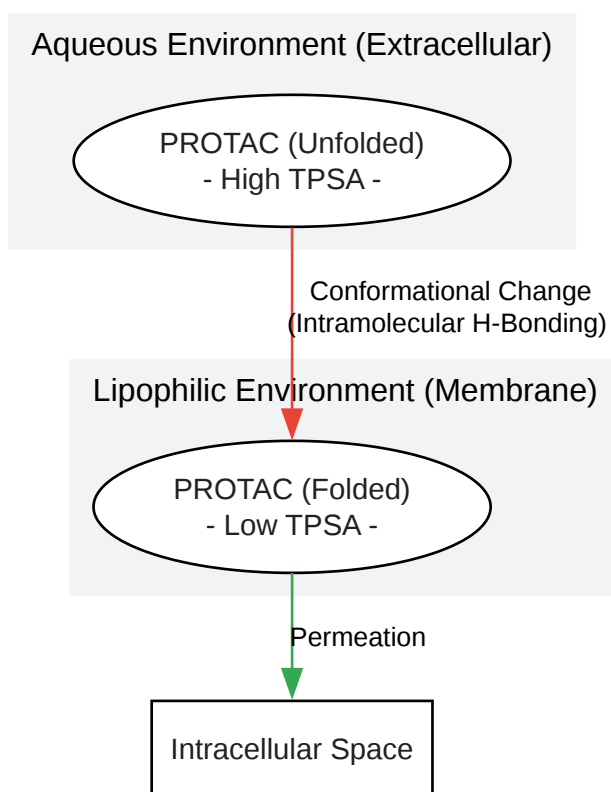 Aqueous Environment (Extracellular)
PROTAC (Unfolded)
- High TPSA -
Conformational Change
(Intramolecular H-Bonding)
Lipophilic Environment (Membrane)
PROTAC (Folded)
- Low TPSA -
Permeation
Intracellular Space